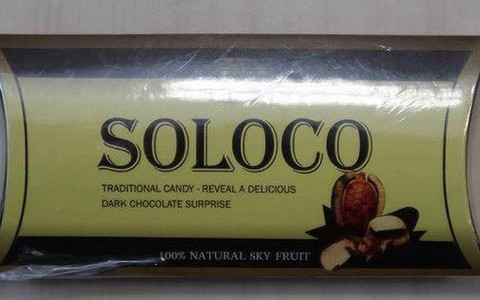 SOLOCO
TRADITIONAL CANDY - REVEAL A DELICIOUS
DARK CHOCOLATE SURPRISE
100% NATURAL SKY FRUIT